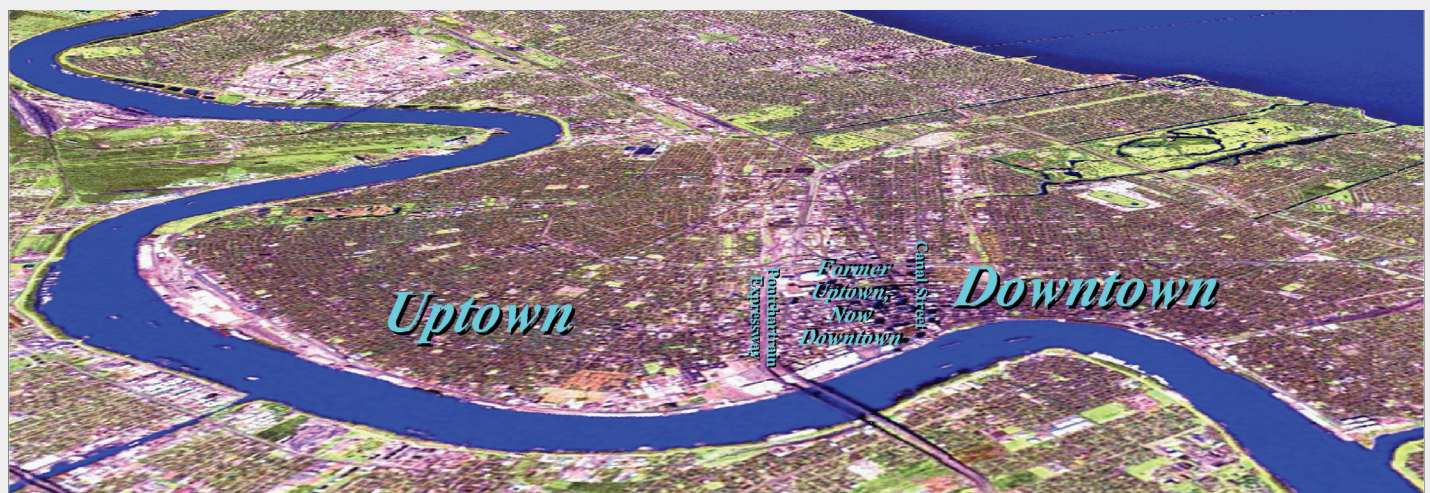 Uptown
Pontchartrain
Expressway
Former
Uptown,
Now
Downtown
Canal Street
Downtown